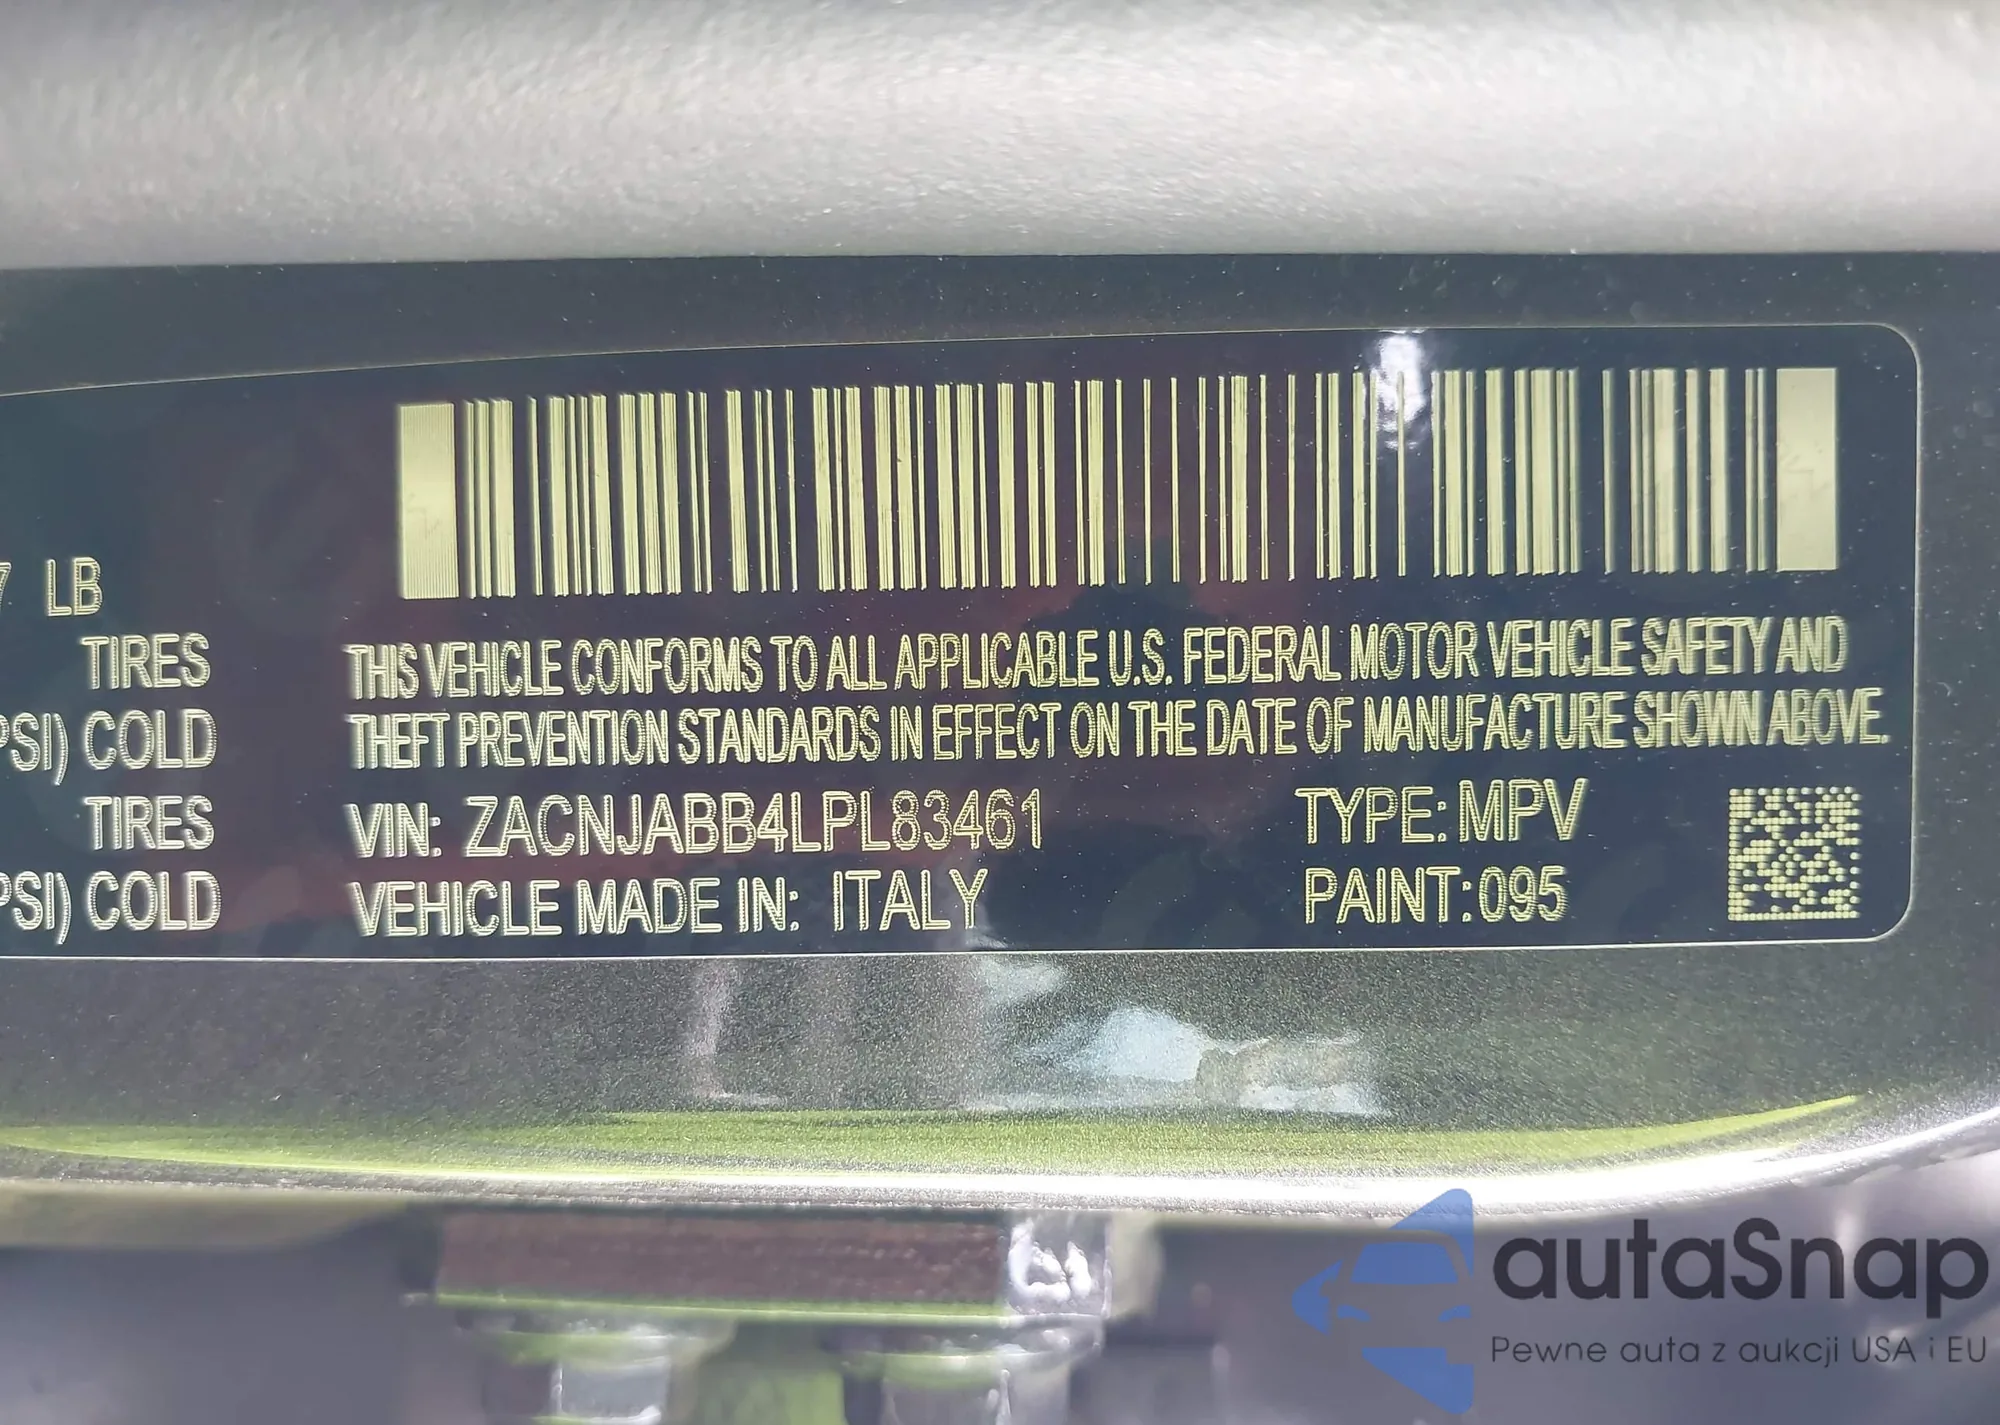 LB
TIRES
PSI) COLD
TIRES
PSI) COLD
THIS VEHICLE CONFORMS TO ALL APPLICABLE U.S. FEDERAL MOTOR VEHICLE SAFETY AND
THEFT PREVENTION STANDARDS IN EFFECT ON THE DATE OF MANUFACTURE SHOWN ABOVE.
VIN: ZACNJABB4LPL83461 TYPE: MPV
VEHICLE MADE IN: ITALY PAINT: 095
autaSnap
Pewne auta z aukcji USA i EU